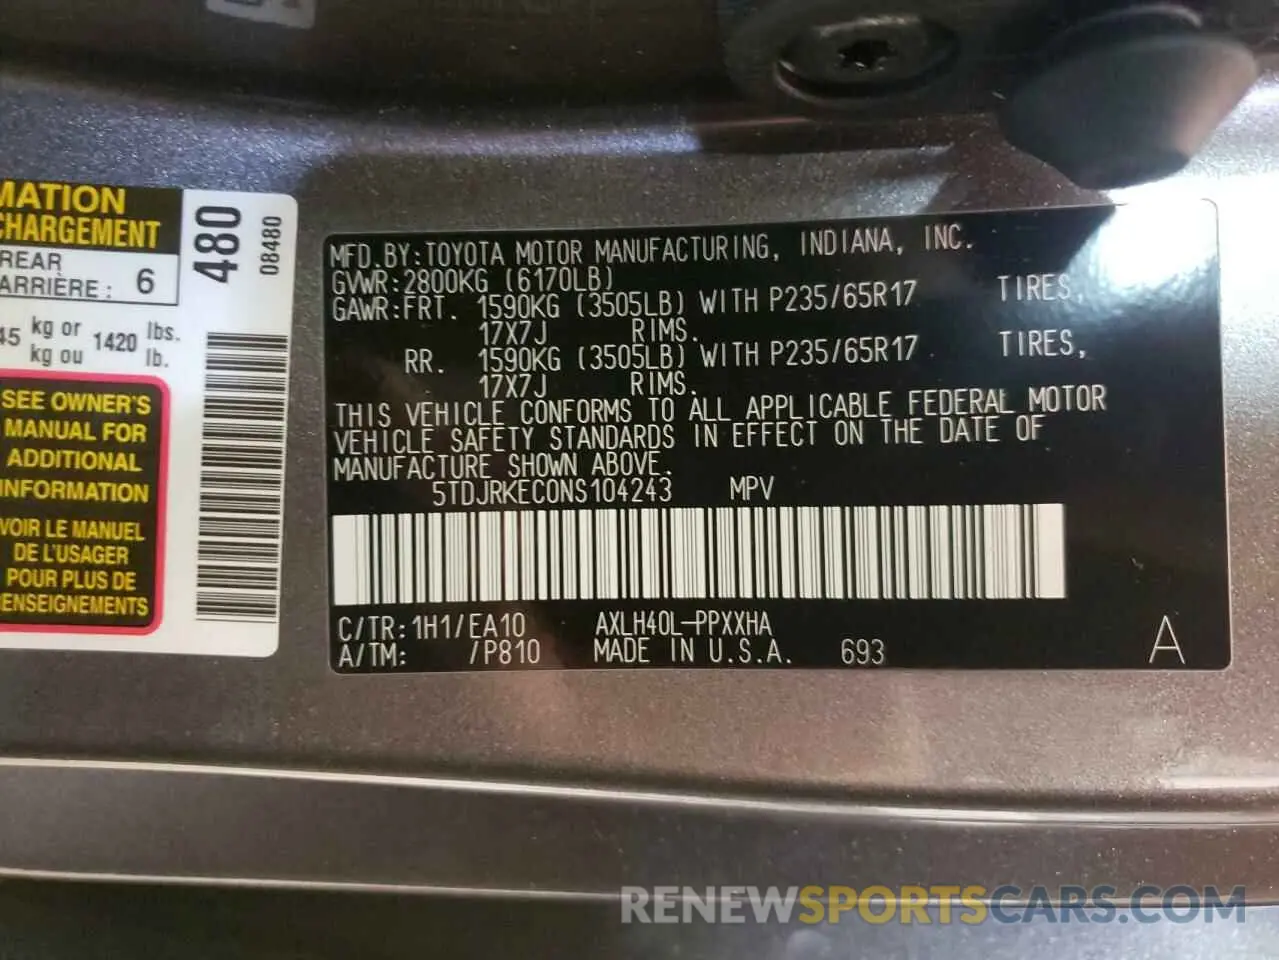 MATION
CHARGEMENT
REAR
ARRIÈRE : 6
45 kg or 1420 lbs.
kg ou lb.
480
08480
SEE OWNER'S
MANUAL FOR
ADDITIONAL
INFORMATION
VOIR LE MANUEL
DE L'USAGER
POUR PLUS DE
RENSEIGNEMENTS
MFD.BY:TOYOTA MOTOR MANUFACTURING, INDIANA, INC.
GVWR:2800KG (6170LB)
GAWR:FRT. 1590KG (3505LB) WITH P235/65R17 TIRES,
17X7J RIMS.
RR. 1590KG (3505LB) WITH P235/65R17 TIRES,
17X7J RIMS.
THIS VEHICLE CONFORMS TO ALL APPLICABLE FEDERAL MOTOR
VEHICLE SAFETY STANDARDS IN EFFECT ON THE DATE OF
MANUFACTURE SHOWN ABOVE.
5TDJRKEC0NS104243 MPV
C/TR:1H1/EA10 AXLH40L-PPXXHA
A/TM: /P810 MADE IN U.S.A. 693
A
RENEWSPORTSCARS.COM